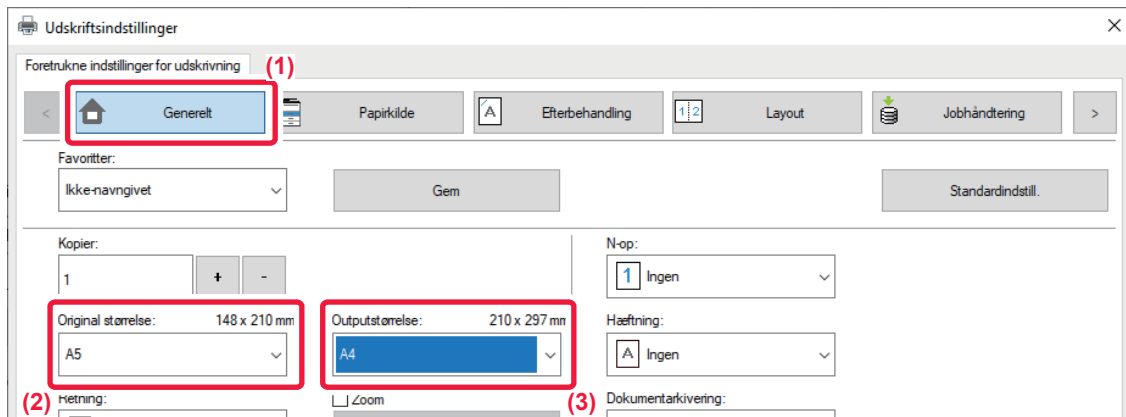 Udskriftsindstillinger
Foretrukne indstillinger for udskrivning
(1)
< Generelt Papirkilde Efterbehandling Layout Jobhåndtering >
Favoritter:
Ikke-navngivet Gem Standardindstill.
Kopier: N-op:
1 + - 1 Ingen
Original størrelse: 148 x 210 mm Outputstørrelse: 210 x 297 mm Hæftning:
A5 A4 Ingen
(2) Retning: Zoom (3) Dokumentarkivering: